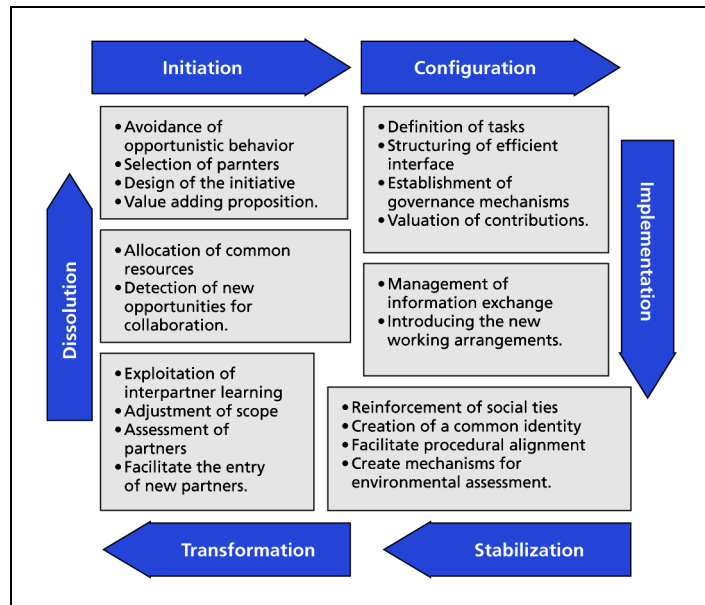 Initiation
Configuration
• Avoidance of
opportunistic behavior
• Selection of parnters
• Design of the initiative
• Value adding proposition.
• Definition of tasks
• Structuring of efficient
interface
• Establishment of
governance mechanisms
• Valuation of contributions.
Implementation
• Management of
information exchange
• Introducing the new
working arrangements.
• Reinforcement of social ties
• Creation of a common identity
• Facilitate procedural alignment
• Create mechanisms for
environmental assessment.
Stabilization
Transformation
• Exploitation of
interpartner learning
• Adjustment of scope
• Assessment of
partners
• Facilitate the entry
of new partners.
Dissolution
• Allocation of common
resources
• Detection of new
opportunities for
collaboration.